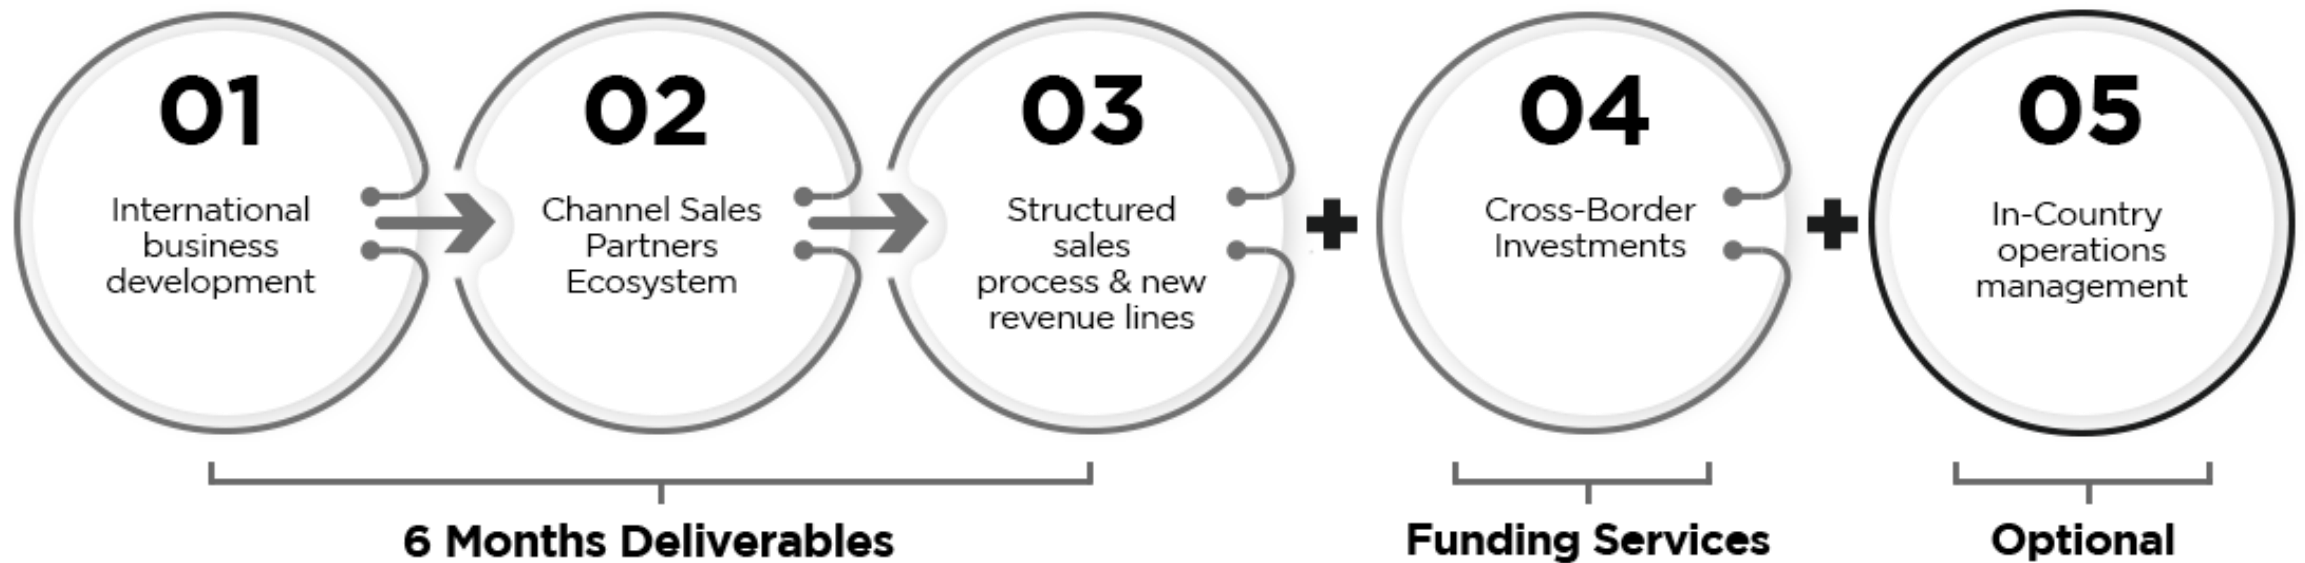 01
International
business
development
02
Channel Sales
Partners
Ecosystem
03
Structured
sales
process & new
revenue lines
04
Cross-Border
Investments
05
In-Country
operations
management
6 Months Deliverables
Funding Services
Optional